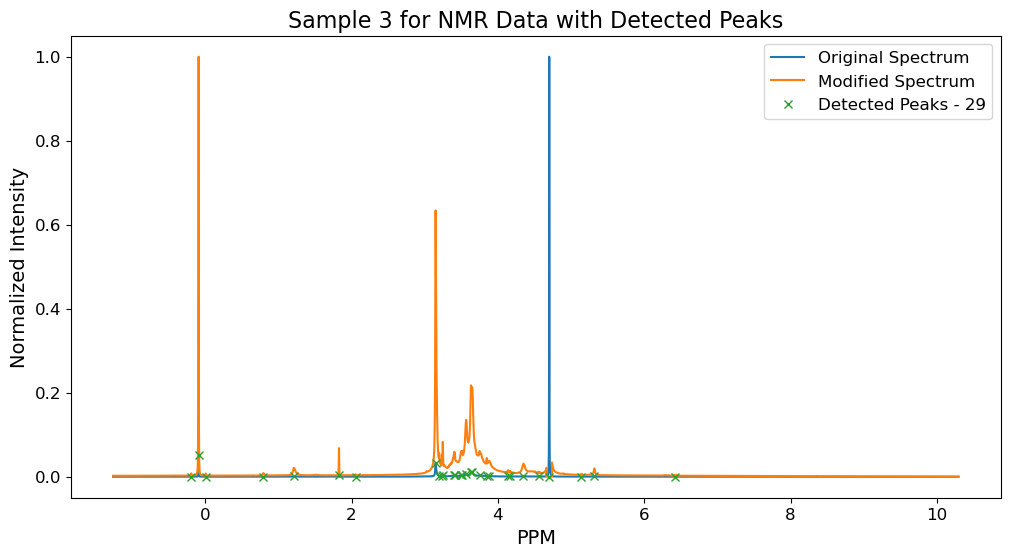 Sample 3 for NMR Data with Detected Peaks
Original Spectrum
Modified Spectrum
Detected Peaks - 29
Normalized Intensity
1.0
0.8
0.6
0.4
0.2
0.0
0 2 4 6 8 10
PPM